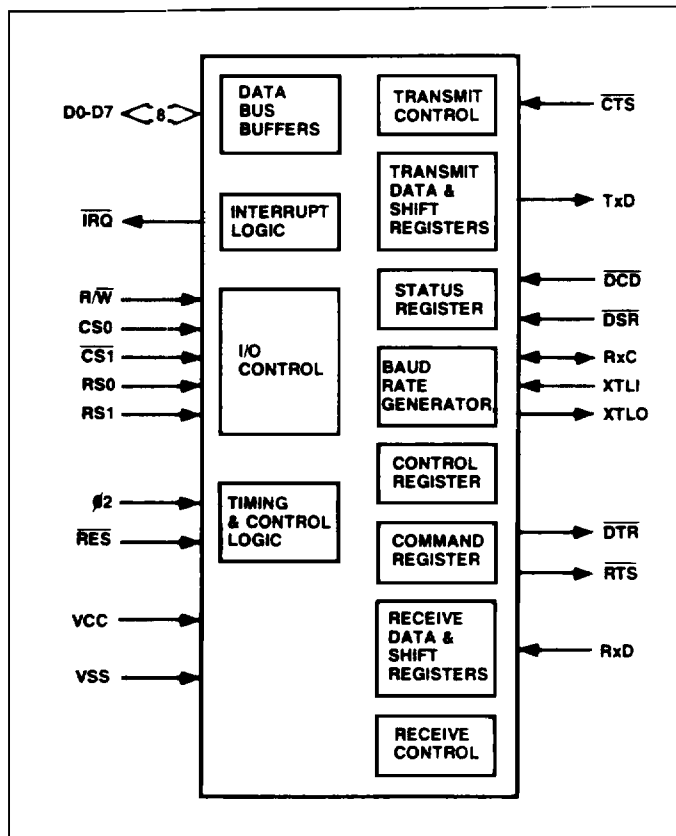 D0-D7
8
IRQ
R/W
CS0
CS1
RS0
RS1
ø2
RES
VCC
VSS
DATA
BUS
BUFFERS
INTERRUPT
LOGIC
I/O
CONTROL
TIMING
& CONTROL
LOGIC
TRANSMIT
CONTROL
TRANSMIT
DATA &
SHIFT
REGISTERS
STATUS
REGISTER
BAUD
RATE
GENERATOR
CONTROL
REGISTER
COMMAND
REGISTER
RECEIVE
DATA &
SHIFT
REGISTERS
RECEIVE
CONTROL
CTS
TxD
DCD
DSR
RxC
XTLI
XTLO
DTR
RTS
RxD